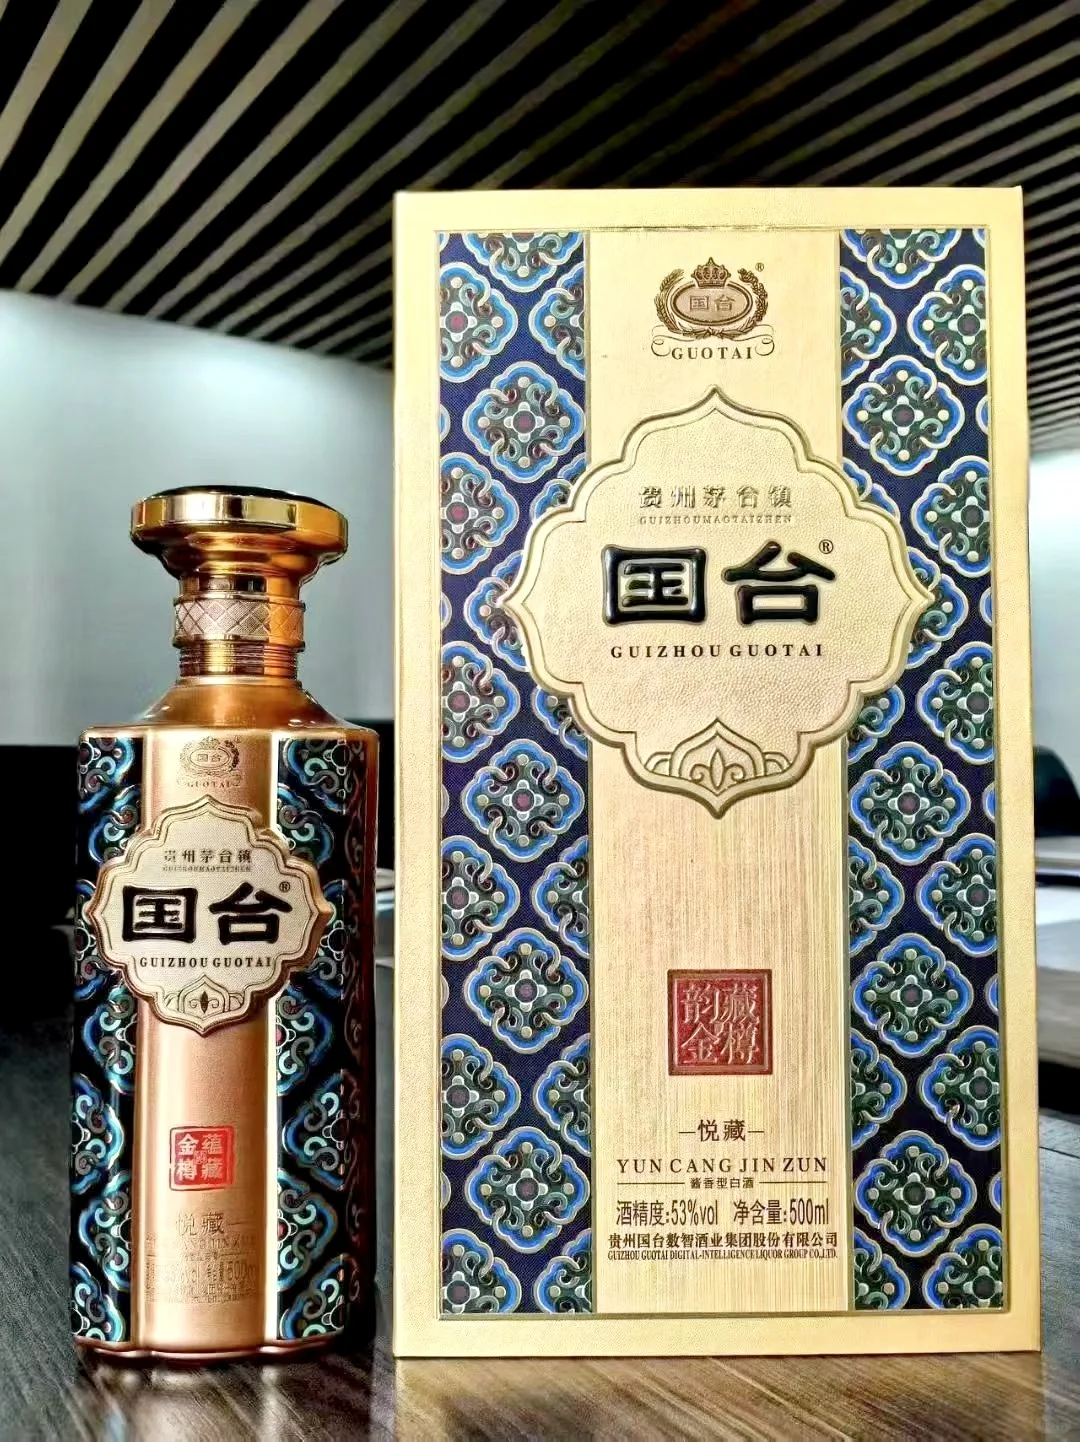 国台
®
GUOTAI
贵州茅台镇
GUIZHOUMAOTAIZHEN
国台®
GUIZHOU GUOTAI
韵藏
金樽
悦藏
YUN CANG JIN ZUN
酱香型白酒
酒精度:53%vol 净含量:500ml
贵州国台数智酒业集团股份有限公司
GUIZHOU GUOTAI DIGITAL-INTELLIGENCE LIQUOR GROUP CO.,LTD.
国台
GUOTAI
贵州茅台镇
GUIZHOUMAOTAIZHEN
国台®
GUIZHOU GUOTAI
金蕴
樽藏
悦藏